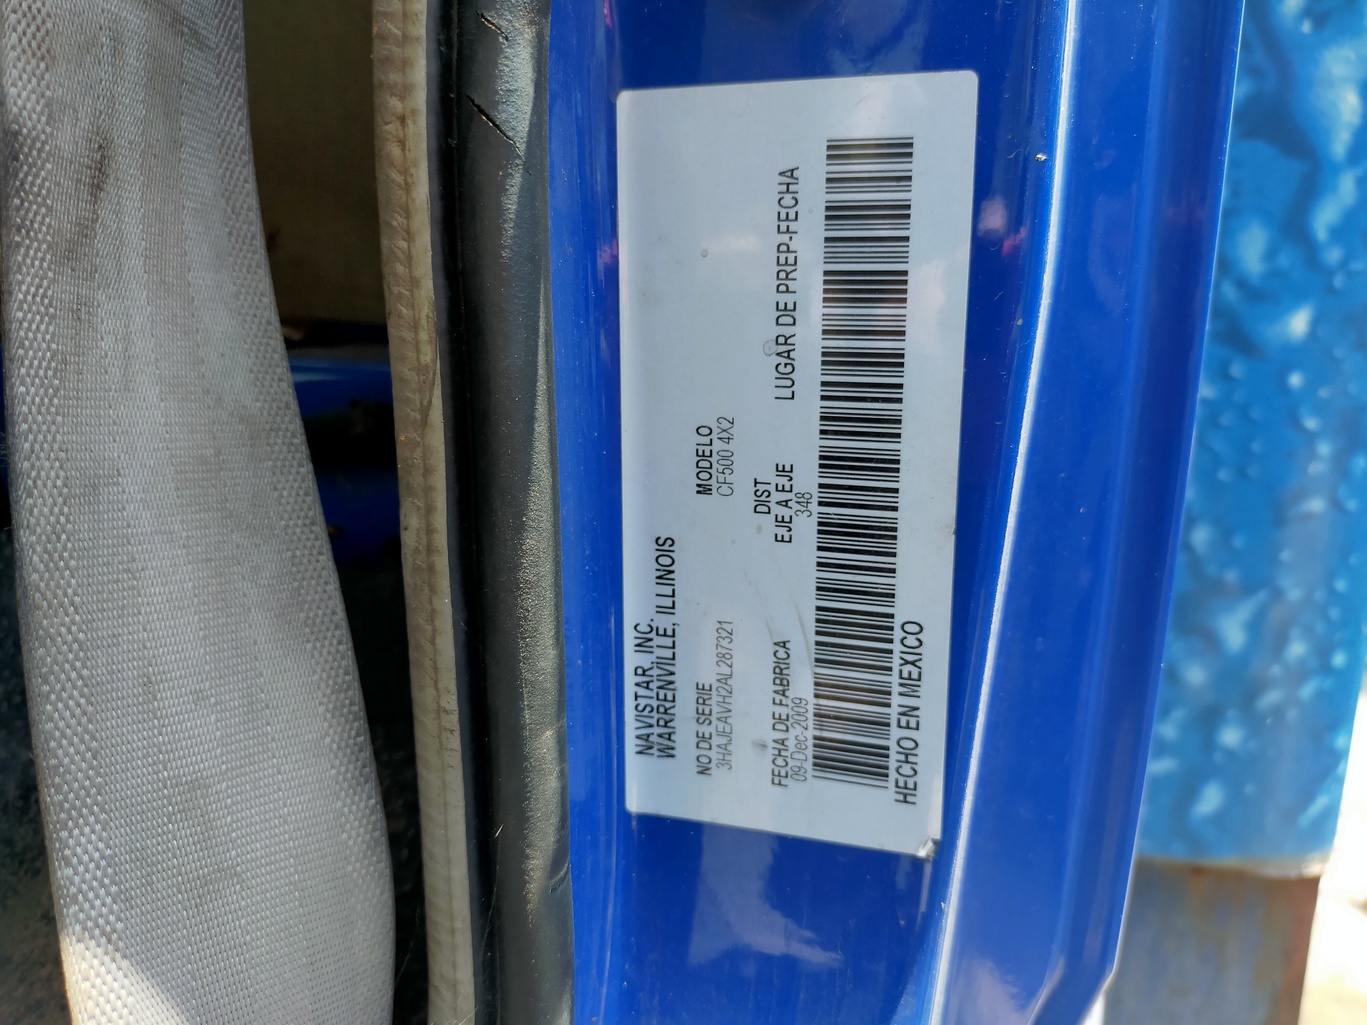 NAVISTAR, INC.
WARRENVILLE, ILLINOIS
NO DE SERIE MODELO
3HAJEAVH2AL287321 CF500 4X2
DIST
FECHA DE FABRICA EJE A EJE LUGAR DE PREP-FECHA
09-Dec-2009 348
HECHO EN MEXICO